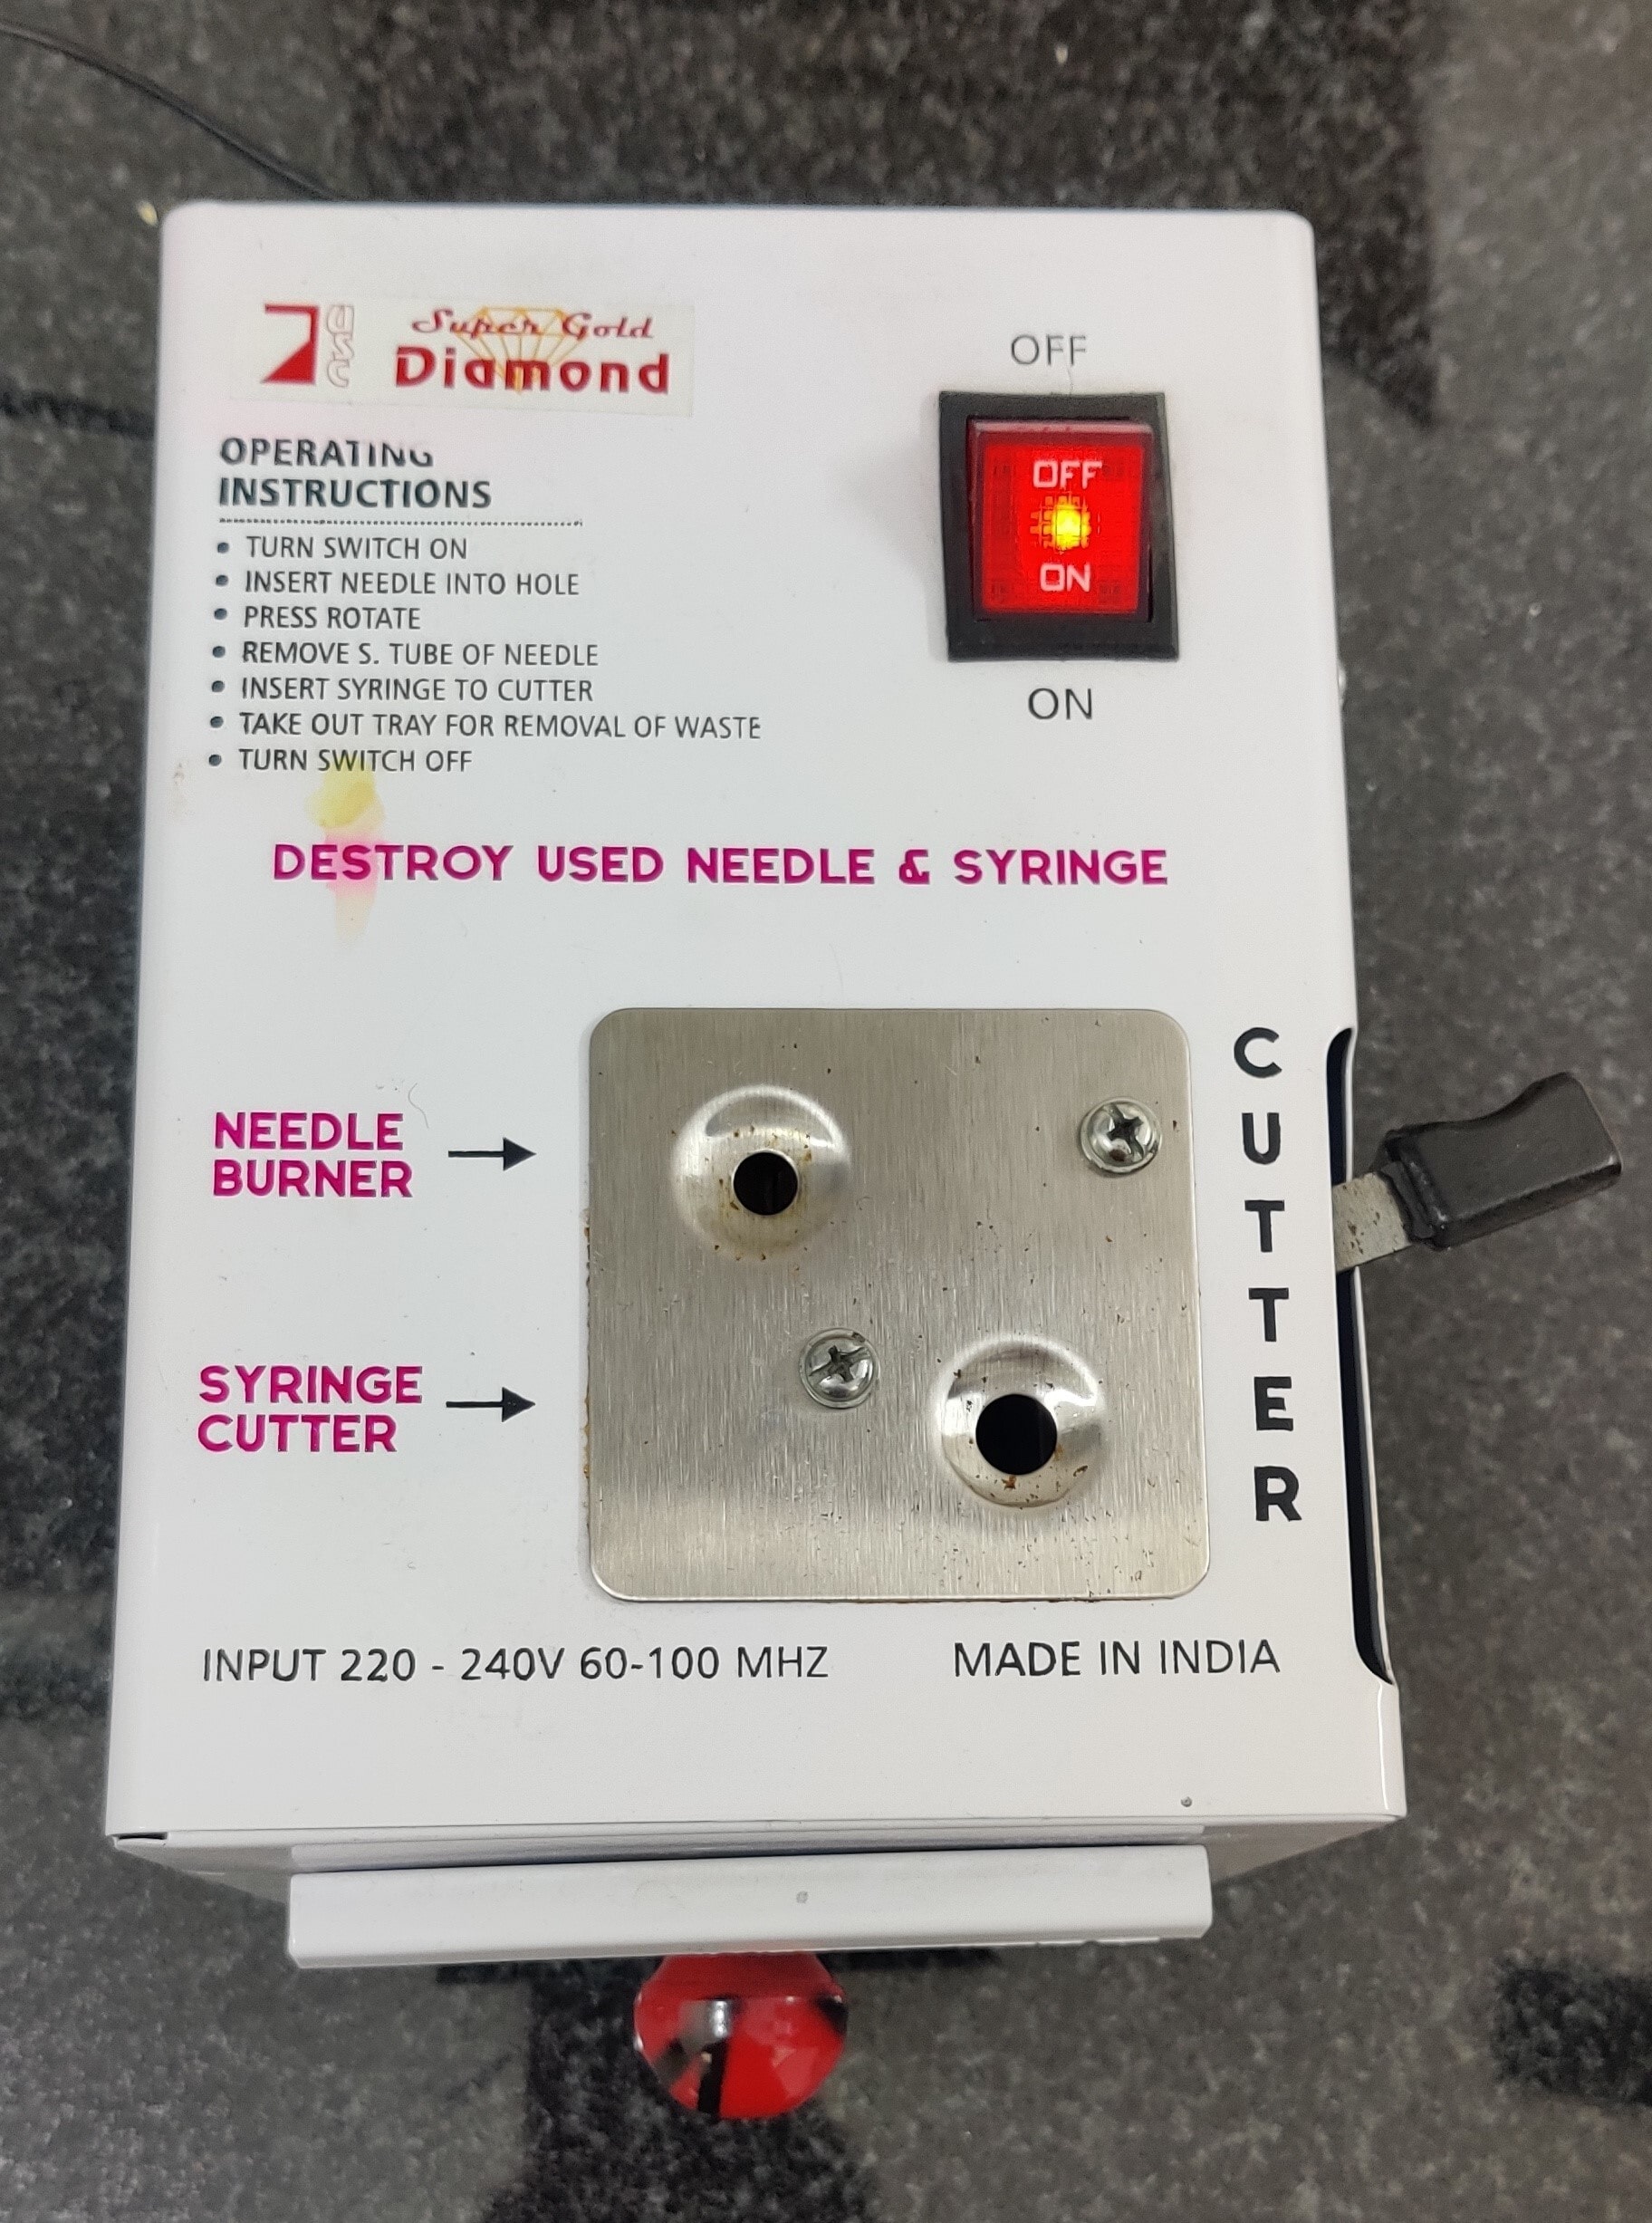 USC
Super Gold
Diamond
OPERATING
INSTRUCTIONS
• TURN SWITCH ON
• INSERT NEEDLE INTO HOLE
• PRESS ROTATE
• REMOVE S. TUBE OF NEEDLE
• INSERT SYRINGE TO CUTTER
• TAKE OUT TRAY FOR REMOVAL OF WASTE
• TURN SWITCH OFF
OFF
OFF
ON
ON
DESTROY USED NEEDLE & SYRINGE
NEEDLE
BURNER
SYRINGE
CUTTER
CUTTER
INPUT 220 - 240V 60-100 MHZ
MADE IN INDIA